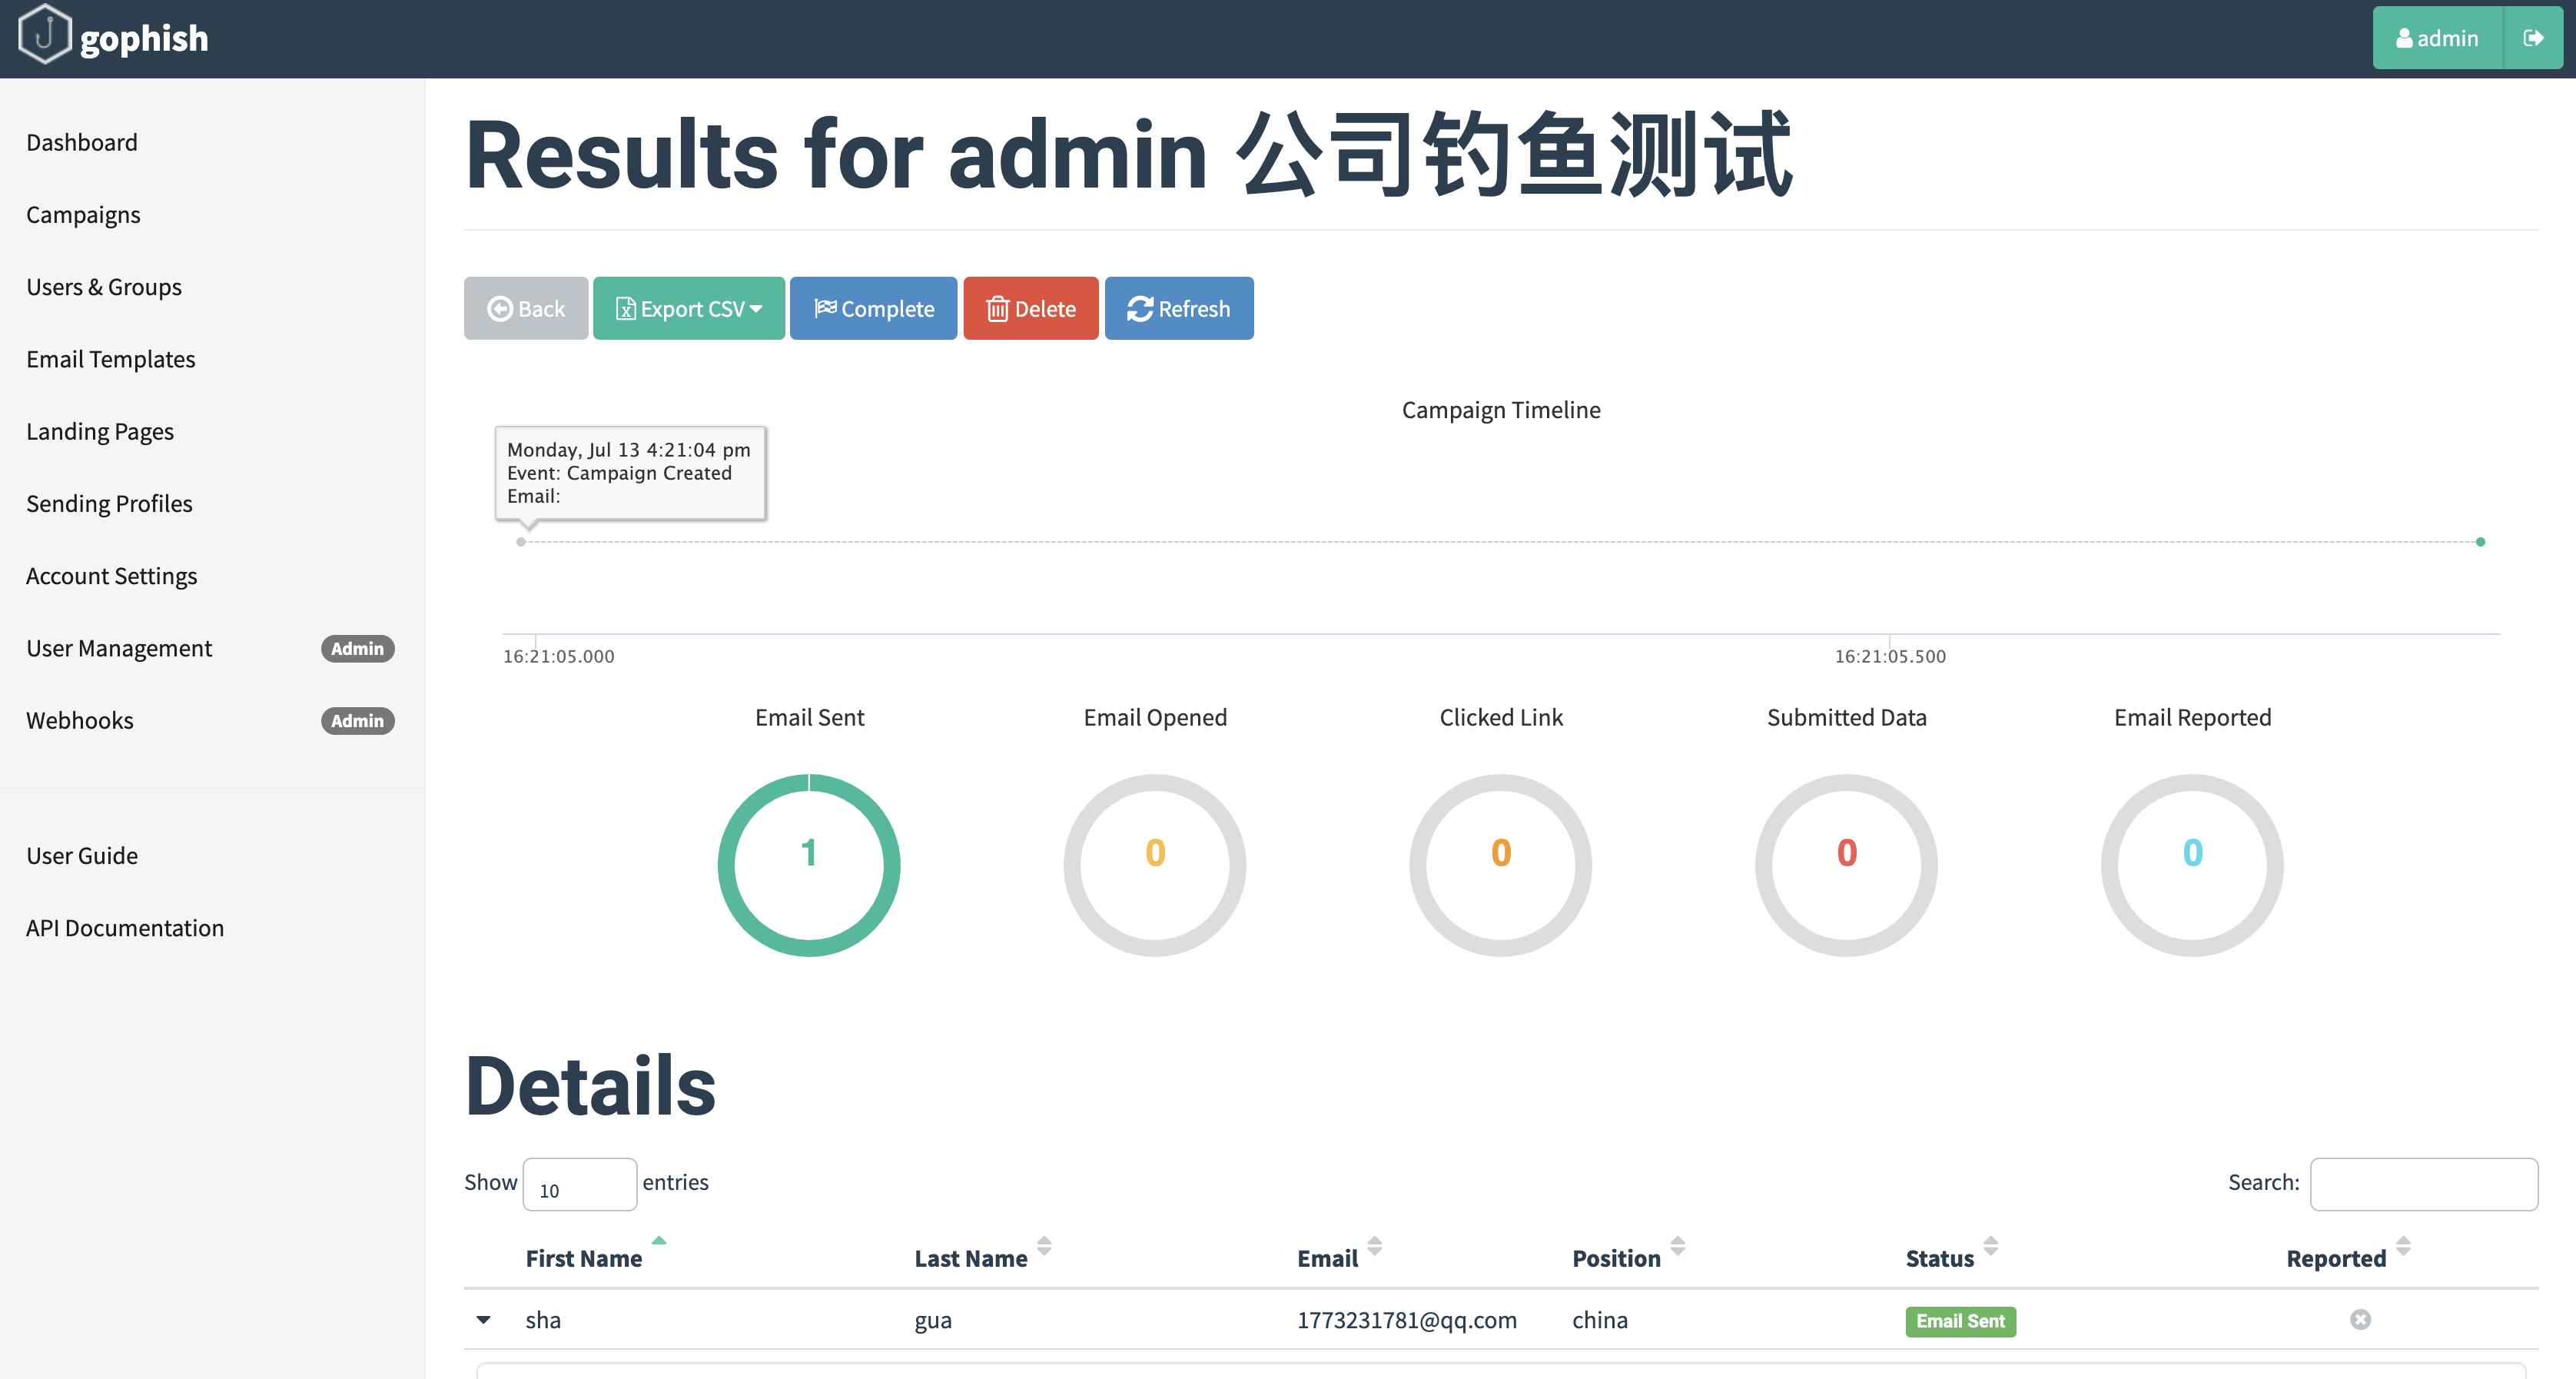 gophish
admin
Dashboard
Campaigns
Users & Groups
Email Templates
Landing Pages
Sending Profiles
Account Settings
User Management Admin
Webhooks Admin
User Guide
API Documentation
Results for admin 公司钓鱼测试
Back Export CSV Complete Delete Refresh
Campaign Timeline
Monday, Jul 13 4:21:04 pm
Event: Campaign Created
Email:
16:21:05.000 16:21:05.500
Email Sent Email Opened Clicked Link Submitted Data Email Reported
1 0 0 0 0
Details
Show 10 entries Search:
First Name Last Name Email Position Status Reported
sha gua 1773231781@qq.com china Email Sent